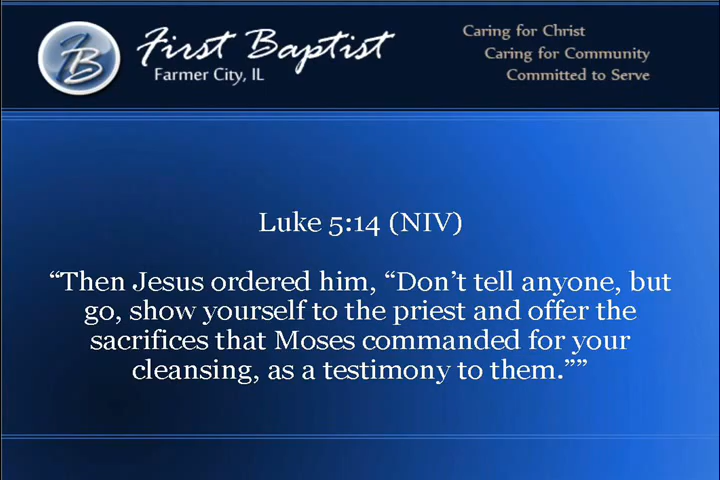 FB
First Baptist
Farmer City, IL
Caring for Christ
Caring for Community
Committed to Serve
Luke 5:14 (NIV)
“Then Jesus ordered him, “Don’t tell anyone, but
go, show yourself to the priest and offer the
sacrifices that Moses commanded for your
cleansing, as a testimony to them.””